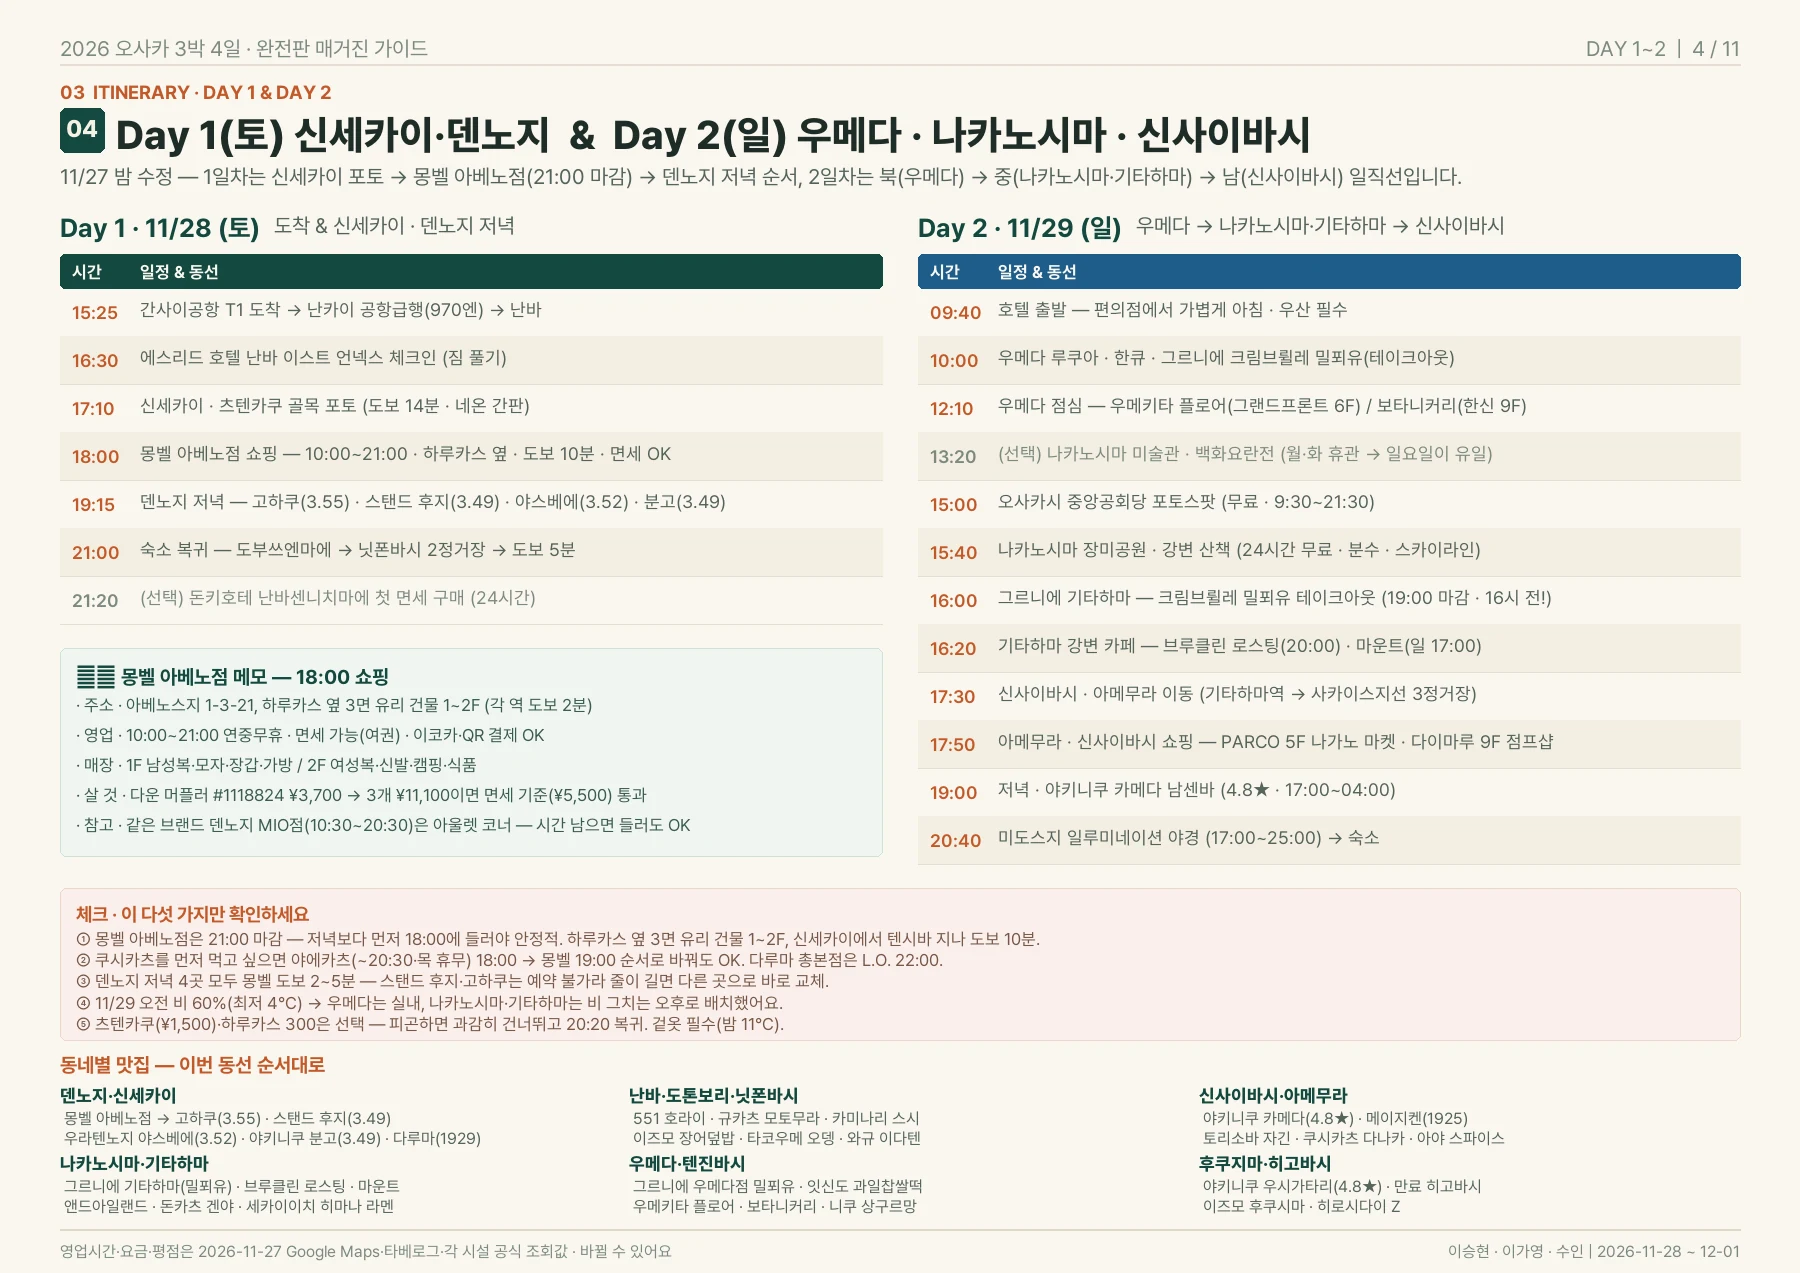 2026 오사카 3박 4일 · 완전판 매거진 가이드
DAY 1~2 | 4 / 11
03 ITINERARY · DAY 1 & DAY 2
04 Day 1(토) 신세카이·덴노지 & Day 2(일) 우메다 · 나카노시마 · 신사이바시
11/27 밤 수정 — 1일차는 신세카이 포토 → 몽벨 아베노점(21:00 마감) → 덴노지 저녁 순서, 2일차는 북(우메다) → 중(나카노시마·기타하마) → 남(신사이바시) 일직선입니다.
Day 1 · 11/28 (토) 도착 & 신세카이 · 덴노지 저녁
시간 일정 & 동선
15:25 간사이공항 T1 도착 → 난카이 공항급행(970엔) → 난바
16:30 에스리드 호텔 난바 이스트 언넥스 체크인 (짐 풀기)
17:10 신세카이 · 츠텐카쿠 골목 포토 (도보 14분 · 네온 간판)
18:00 몽벨 아베노점 쇼핑 — 10:00~21:00 · 하루카스 옆 · 도보 10분 · 면세 OK
19:15 덴노지 저녁 — 고하쿠(3.55) · 스탠드 후지(3.49) · 야스베에(3.52) · 분고(3.49)
21:00 숙소 복귀 — 도부쓰엔마에 → 닛폰바시 2정거장 → 도보 5분
21:20 (선택) 돈키호테 난바센니치마에 첫 면세 구매 (24시간)
몽벨 아베노점 메모 — 18:00 쇼핑
· 주소 · 아베노스지 1-3-21, 하루카스 옆 3면 유리 건물 1~2F (각 역 도보 2분)
· 영업 · 10:00~21:00 연중무휴 · 면세 가능(여권) · 이코카·QR 결제 OK
· 매장 · 1F 남성복·모자·장갑·가방 / 2F 여성복·신발·캠핑·식품
· 살 것 · 다운 머플러 #1118824 ¥3,700 → 3개 ¥11,100이면 면세 기준(¥5,500) 통과
· 참고 · 같은 브랜드 덴노지 MIO점(10:30~20:30)은 아울렛 코너 — 시간 남으면 들러도 OK
Day 2 · 11/29 (일) 우메다 → 나카노시마·기타하마 → 신사이바시
시간 일정 & 동선
09:40 호텔 출발 — 편의점에서 가볍게 아침 · 우산 필수
10:00 우메다 루쿠아 · 한큐 · 그르니에 크림브륄레 밀푀유(테이크아웃)
12:10 우메다 점심 — 우메키타 플로어(그랜드프론트 6F) / 보타니커리(한신 9F)
13:20 (선택) 나카노시마 미술관 · 백화요란전 (월·화 휴관 → 일요일이 유일)
15:00 오사카시 중앙공회당 포토스팟 (무료 · 9:30~21:30)
15:40 나카노시마 장미공원 · 강변 산책 (24시간 무료 · 분수 · 스카이라인)
16:00 그르니에 기타하마 — 크림브륄레 밀푀유 테이크아웃 (19:00 마감 · 16시 전!)
16:20 기타하마 강변 카페 — 브루클린 로스팅(20:00) · 마운트(일 17:00)
17:30 신사이바시 · 아메무라 이동 (기타하마역 → 사카이스지선 3정거장)
17:50 아메무라 · 신사이바시 쇼핑 — PARCO 5F 나가노 마켓 · 다이마루 9F 점프샵
19:00 저녁 · 야키니쿠 카메다 남센바 (4.8★ · 17:00~04:00)
20:40 미도스지 일루미네이션 야경 (17:00~25:00) → 숙소
체크 · 이 다섯 가지만 확인하세요
① 몽벨 아베노점은 21:00 마감 — 저녁보다 먼저 18:00에 들러야 안정적. 하루카스 옆 3면 유리 건물 1~2F, 신세카이에서 텐시바 지나 도보 10분.
② 쿠시카츠를 먼저 먹고 싶으면 야에카츠(~20:30·목 휴무) 18:00 → 몽벨 19:00 순서로 바꿔도 OK. 다루마 총본점은 L.O. 22:00.
③ 덴노지 저녁 4곳 모두 몽벨 도보 2~5분 — 스탠드 후지·고하쿠는 예약 불가라 줄이 길면 다른 곳으로 바로 교체.
④ 11/29 오전 비 60%(최저 4°C) → 우메다는 실내, 나카노시마·기타하마는 비 그치는 오후로 배치했어요.
⑤ 츠텐카쿠(¥1,500)·하루카스 300은 선택 — 피곤하면 과감히 건너뛰고 20:20 복귀. 겉옷 필수(밤 11°C).
동네별 맛집 — 이번 동선 순서대로
덴노지·신세카이
몽벨 아베노점 → 고하쿠(3.55) · 스탠드 후지(3.49)
우라텐노지 야스베에(3.52) · 야키니쿠 분고(3.49) · 다루마(1929)
난바·도톤보리·닛폰바시
551 호라이 · 규카츠 모토무라 · 카미나리 스시
이즈모 장어덮밥 · 타코우메 오뎅 · 와규 이다텐
신사이바시·아메무라
야키니쿠 카메다(4.8★) · 메이지켄(1925)
토리소바 자긴 · 쿠시카츠 다나카 · 아야 스파이스
나카노시마·기타하마
그르니에 기타하마(밀푀유) · 브루클린 로스팅 · 마운트
앤드아일랜드 · 돈카츠 겐야 · 세카이이치 히마나 라멘
우메다·텐진바시
그르니에 우메다점 밀푀유 · 잇신도 과일찹쌀떡
우메키타 플로어 · 보타니커리 · 니쿠 상구르망
후쿠지마·히고바시
야키니쿠 우시가타리(4.8★) · 만료 히고바시
이즈모 후쿠시마 · 히로시다이 Z
영업시간·요금·평점은 2026-11-27 Google Maps·타베로그·각 시설 공식 조회값 · 바뀔 수 있어요
이승현 · 이가영 · 수인 | 2026-11-28 ~ 12-01